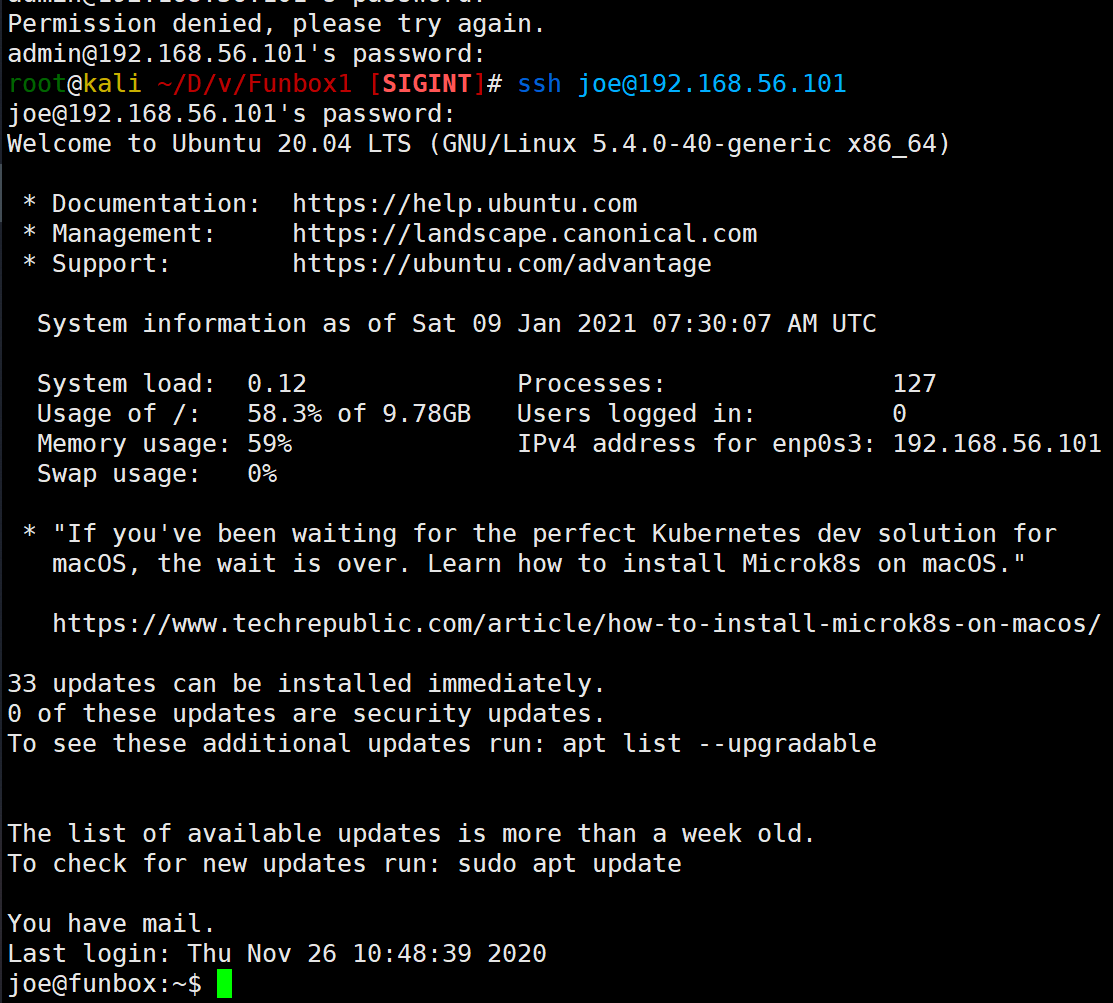 admin@192.168.56.101's password:
Permission denied, please try again.
admin@192.168.56.101's password:
root@kali ~/D/v/Funbox1 [SIGINT]# ssh joe@192.168.56.101
joe@192.168.56.101's password:
Welcome to Ubuntu 20.04 LTS (GNU/Linux 5.4.0-40-generic x86_64)
* Documentation:  https://help.ubuntu.com
* Management:     https://landscape.canonical.com
* Support:        https://ubuntu.com/advantage
System information as of Sat 09 Jan 2021 07:30:07 AM UTC
System load:  0.12              Processes:               127
Usage of /:   58.3% of 9.78GB   Users logged in:         0
Memory usage: 59%               IPv4 address for enp0s3: 192.168.56.101
Swap usage:   0%
* "If you've been waiting for the perfect Kubernetes dev solution for
macOS, the wait is over. Learn how to install Microk8s on macOS."
https://www.techrepublic.com/article/how-to-install-microk8s-on-macos/
33 updates can be installed immediately.
0 of these updates are security updates.
To see these additional updates run: apt list --upgradable
The list of available updates is more than a week old.
To check for new updates run: sudo apt update
You have mail.
Last login: Thu Nov 26 10:48:39 2020
joe@funbox:~$